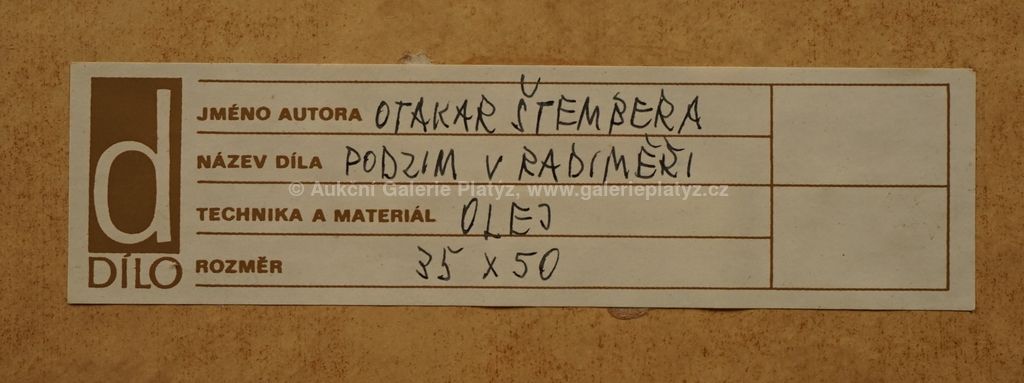 d
DÍLO
JMÉNO AUTORA OTAKAR ŠTEMBERA
NÁZEV DÍLA PODZIM V RADIMĚŘI
© Aukcní Galerie Platýz, www.galerieplatyz.cz
TECHNIKA A MATERIÁL OLEJ
ROZMĚR 35 x 50